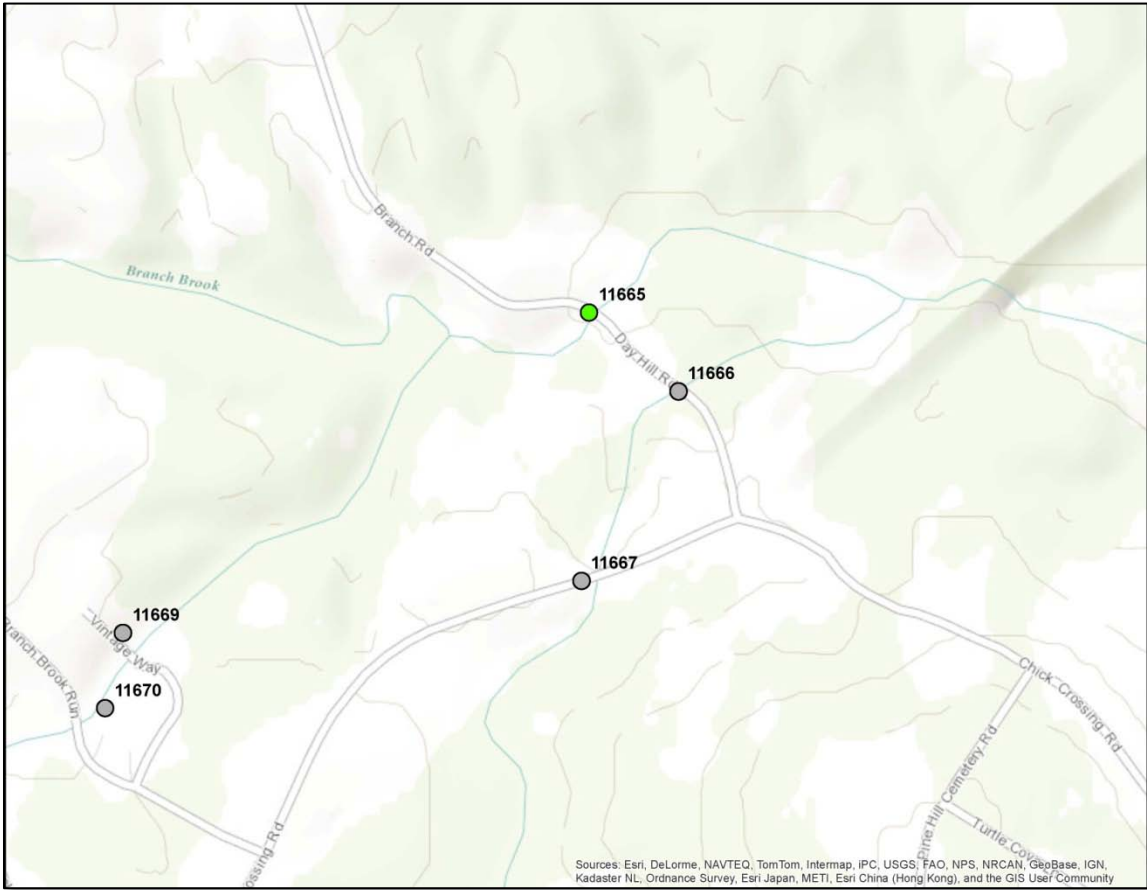 Branch Rd
Branch Brook
11665
Day Hill Rd
11666
11667
11669
Vintage Way
Branch Brook Run
11670
Chick Crossing Rd
Pine Hill Cemetery Rd
ossing Rd
Sources: Esri, DeLorme, NAVTEQ, TomTom, Intermap, iPC, USGS, FAO, NPS, NRCAN, GeoBase, IGN,
Kadaster NL, Ordnance Survey, Esri Japan, METI, Esri China (Hong Kong), and the GIS User Community
Turtle Cove Ln